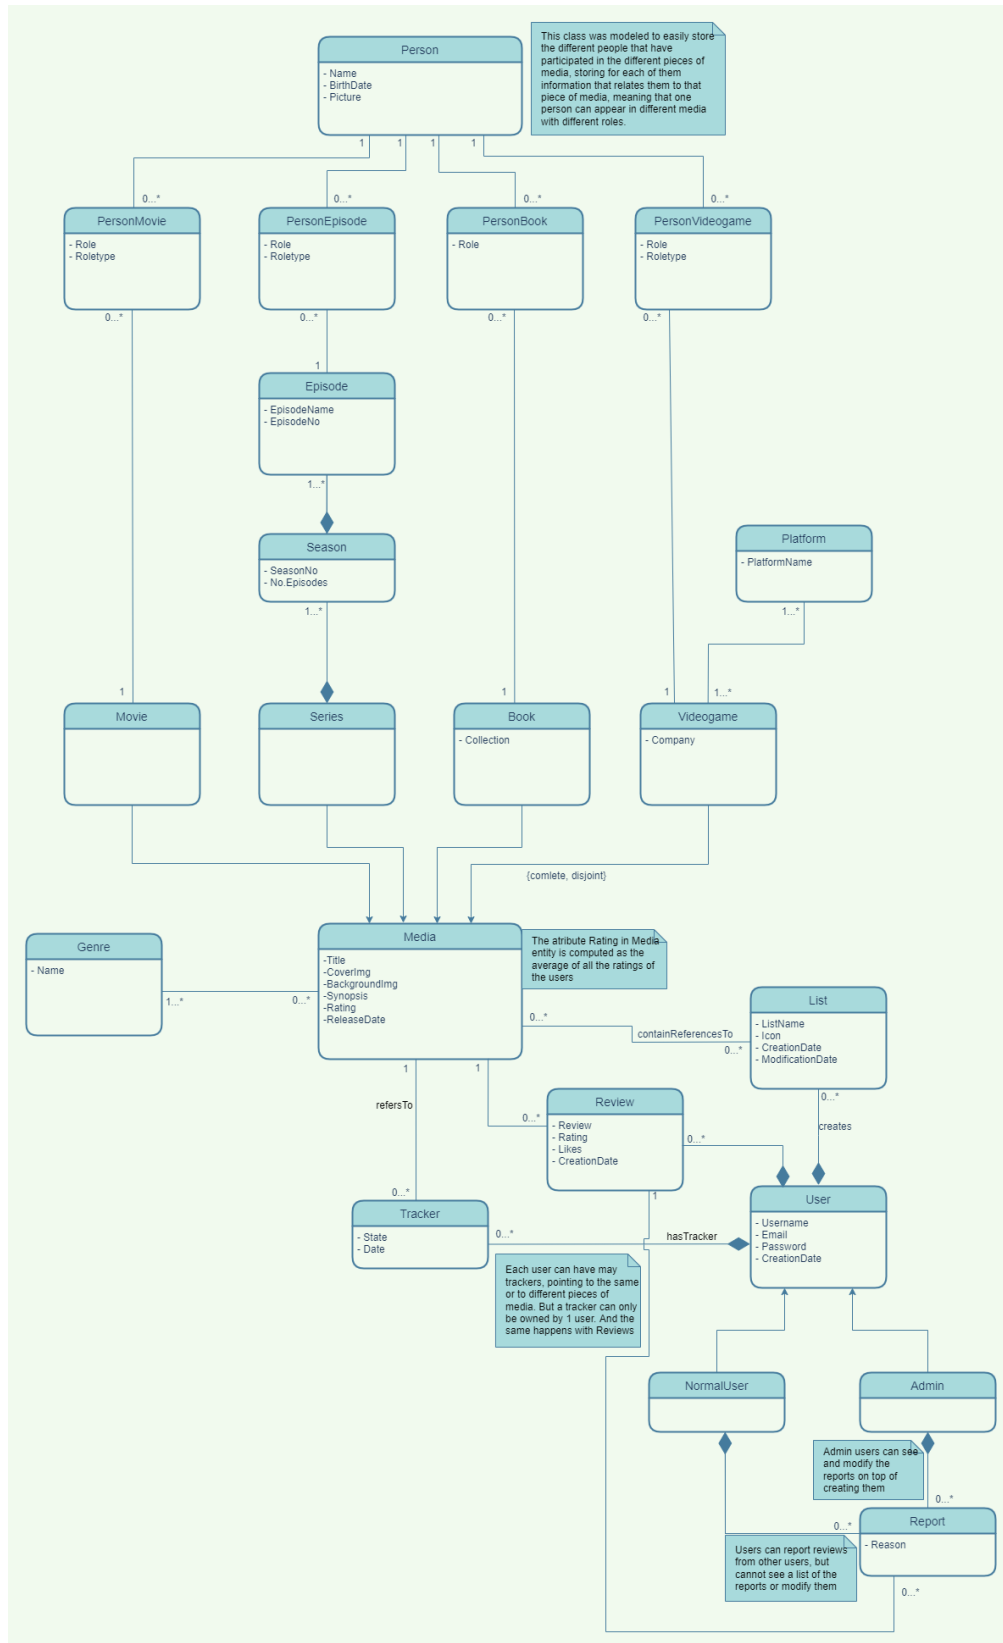 Person
- Name
- BirthDate
- Picture
This class was modeled to easily store
the different people that have
participated in the different pieces of
media, storing for each of them
information that relates them to that
piece of media, meaning that one
person can appear in different media
with different roles.
1
1
1
1
0...*
0...*
0...*
0...*
PersonMovie
- Role
- Roletype
PersonEpisode
- Role
- Roletype
PersonBook
- Role
PersonVideogame
- Role
- Roletype
0...*
0...*
0...*
0...*
1
Episode
- EpisodeName
- EpisodeNo
1...*
Season
- SeasonNo
- No.Episodes
1...*
Platform
- PlatformName
1...*
1
1
1
1...*
Movie
Series
Book
- Collection
Videogame
- Company
{comlete, disjoint}
Genre
- Name
1...*
0...*
Media
-Title
-CoverImg
-BackgroundImg
-Synopsis
-Rating
-ReleaseDate
The atribute Rating in Media
entity is computed as the
average of all the ratings of
the users
0...*
containReferencesTo
0...*
List
- ListName
- Icon
- CreationDate
- ModificationDate
0...*
creates
1
1
refersTo
0...*
Review
- Review
- Rating
- Likes
- CreationDate
0...*
1
0...*
Tracker
- State
- Date
0...*
hasTracker
User
- Username
- Email
- Password
- CreationDate
Each user can have may
trackers, pointing to the same
or to different pieces of
media. But a tracker can only
be owned by 1 user. And the
same happens with Reviews
NormalUser
Admin
Admin users can see
and modify the
reports on top of
creating them
0...*
0...*
Report
- Reason
Users can report reviews
from other users, but
cannot see a list of the
reports or modify them
0...*